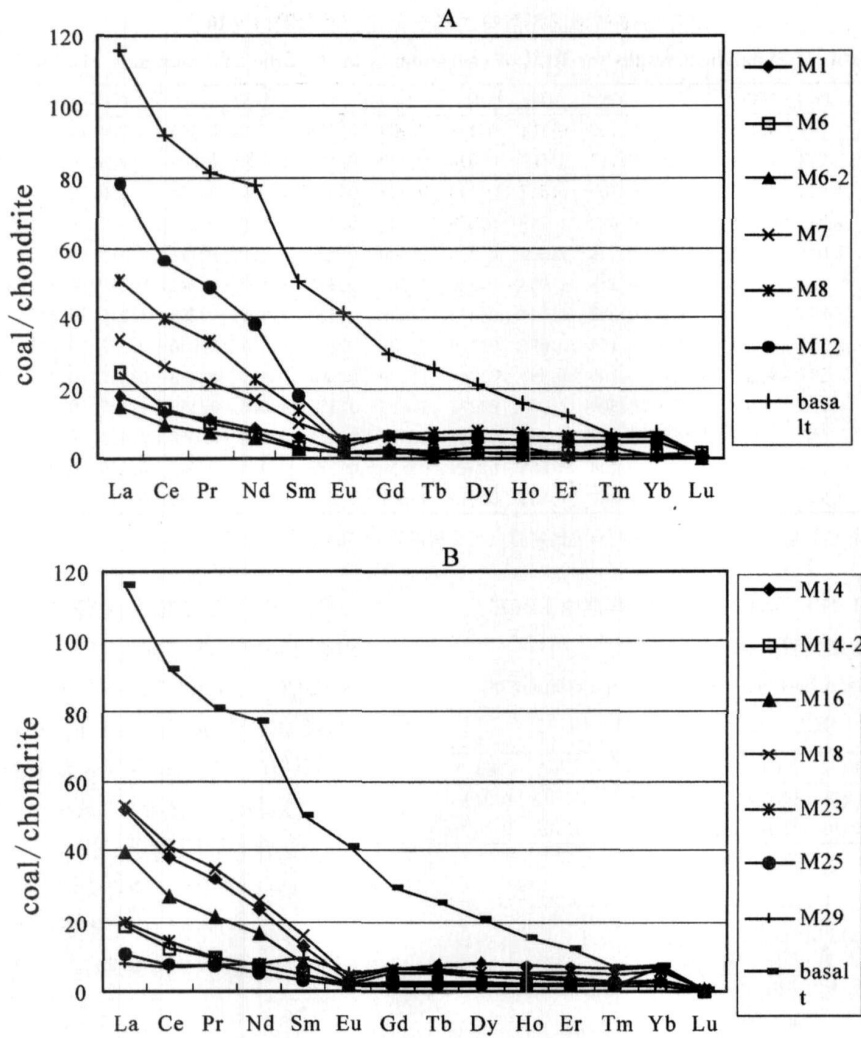 A
120
100
80
60
40
20
0
coal/chondrite
La Ce Pr Nd Sm Eu Gd Tb Dy Ho Er Tm Yb Lu
M1
M6
M6-2
M7
M8
M12
basa
lt
B
120
100
80
60
40
20
0
coal/chondrite
La Ce Pr Nd Sm Eu Gd Tb Dy Ho Er Tm Yb Lu
M14
M14-2
M16
M18
M23
M25
M29
basal
t